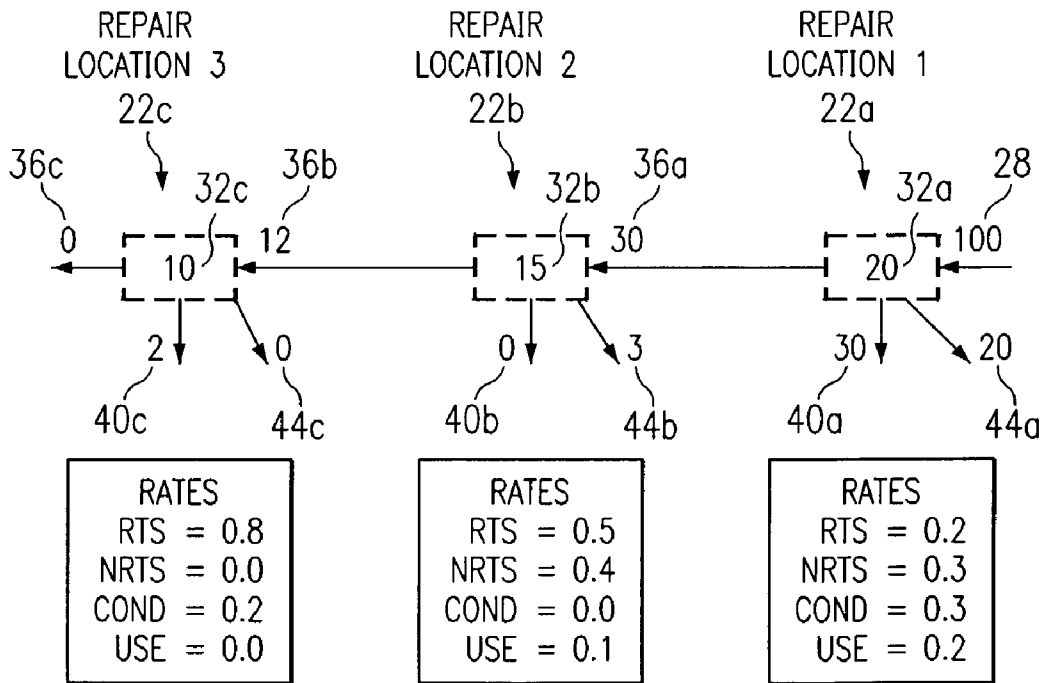 REPAIR LOCATION 3
REPAIR LOCATION 2
REPAIR LOCATION 1
22c
22b
22a
36c
32c
36b
32b
36a
32a
28
0
10
12
15
30
20
100
2
0
0
3
30
20
40c
44c
40b
44b
40a
44a
RATES
RTS = 0.8
NRTS = 0.0
COND = 0.2
USE = 0.0
RATES
RTS = 0.5
NRTS = 0.4
COND = 0.0
USE = 0.1
RATES
RTS = 0.2
NRTS = 0.3
COND = 0.3
USE = 0.2